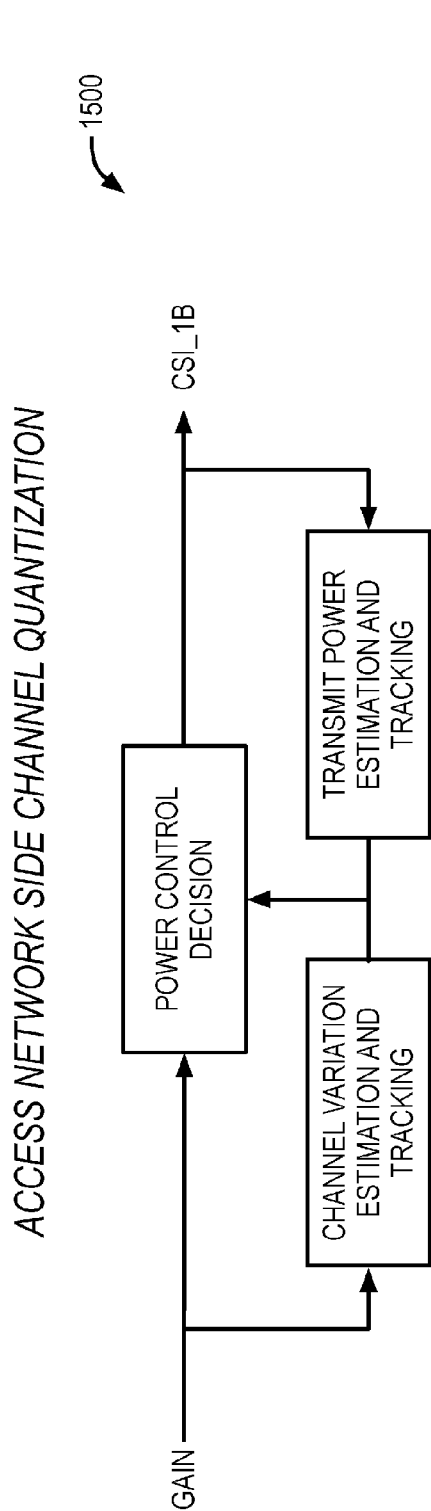 ACCESS NETWORK SIDE CHANNEL QUANTIZATION
1500
GAIN
POWER CONTROL
DECISION
CSI_1B
CHANNEL VARIATION
ESTIMATION AND
TRACKING
TRANSMIT POWER
ESTIMATION AND
TRACKING